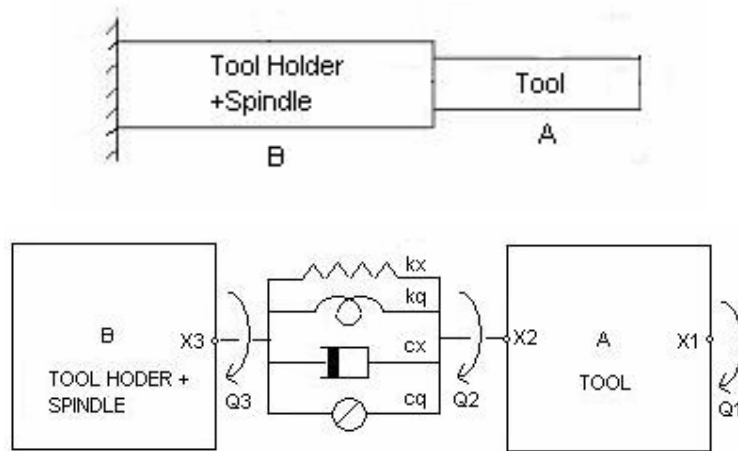 Tool Holder
+Spindle
Tool
B
A
kx
kq
B
X3
cx
X2
A
X1
TOOL HODER +
SPINDLE
Q3
cq
Q2
TOOL
Q1